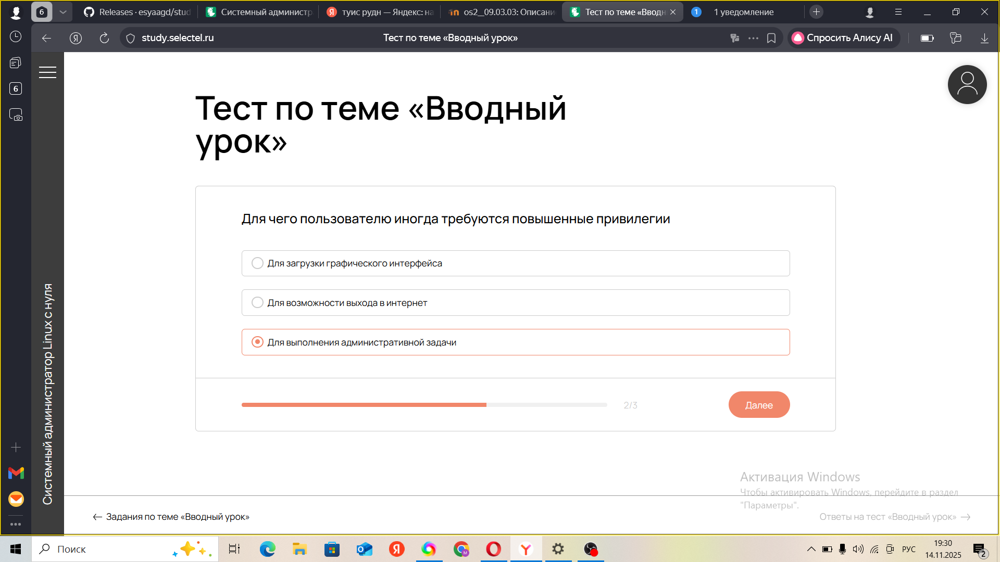 6
Releases · esyaagd/stud
Системный администр
туис рудн — Яндекс: на
os2__09.03.03: Описани
Тест по теме «Вводн
1
1 уведомление
study.selectel.ru
Тест по теме «Вводный урок»
Спросить Алису AI
6
Системный администратор Linux с нуля
Тест по теме «Вводный
урок»
Для чего пользователю иногда требуются повышенные привилегии
Для загрузки графического интерфейса
Для возможности выхода в интернет
Для выполнения административной задачи
2/3
Далее
Активация Windows
Чтобы активировать Windows, перейдите в раздел
"Параметры".
← Задания по теме «Вводный урок»
Ответы на тест «Вводный урок» →
Поиск
РУС
19:30
14.11.2025
2